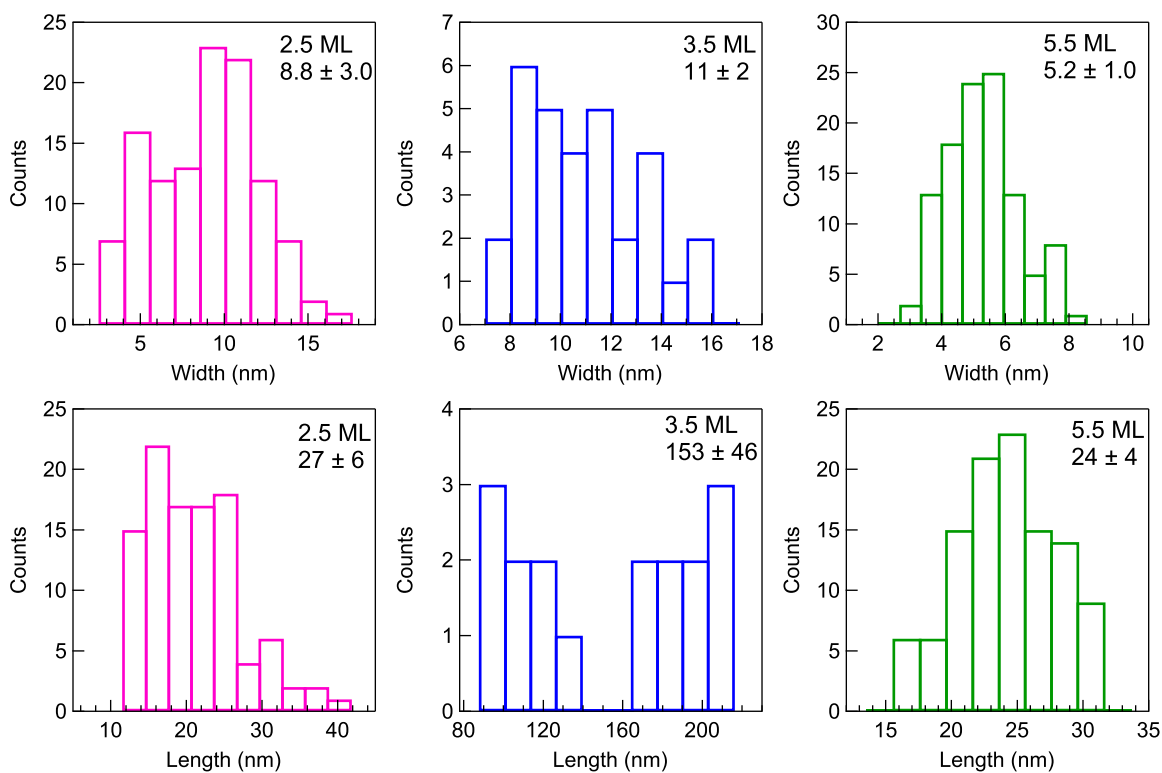 25
20
15
10
5
0
Counts
2.5 ML
8.8 ± 3.0
5 10 15
Width (nm)
7
6
5
4
3
2
1
0
Counts
3.5 ML
11 ± 2
6 8 10 12 14 16 18
Width (nm)
30
25
20
15
10
5
0
Counts
5.5 ML
5.2 ± 1.0
2 4 6 8 10
Width (nm)
25
20
15
10
5
0
Counts
2.5 ML
27 ± 6
10 20 30 40
Length (nm)
4
3
2
1
0
Counts
3.5 ML
153 ± 46
80 120 160 200
Length (nm)
25
20
15
10
5
0
Counts
5.5 ML
24 ± 4
15 20 25 30 35
Length (nm)